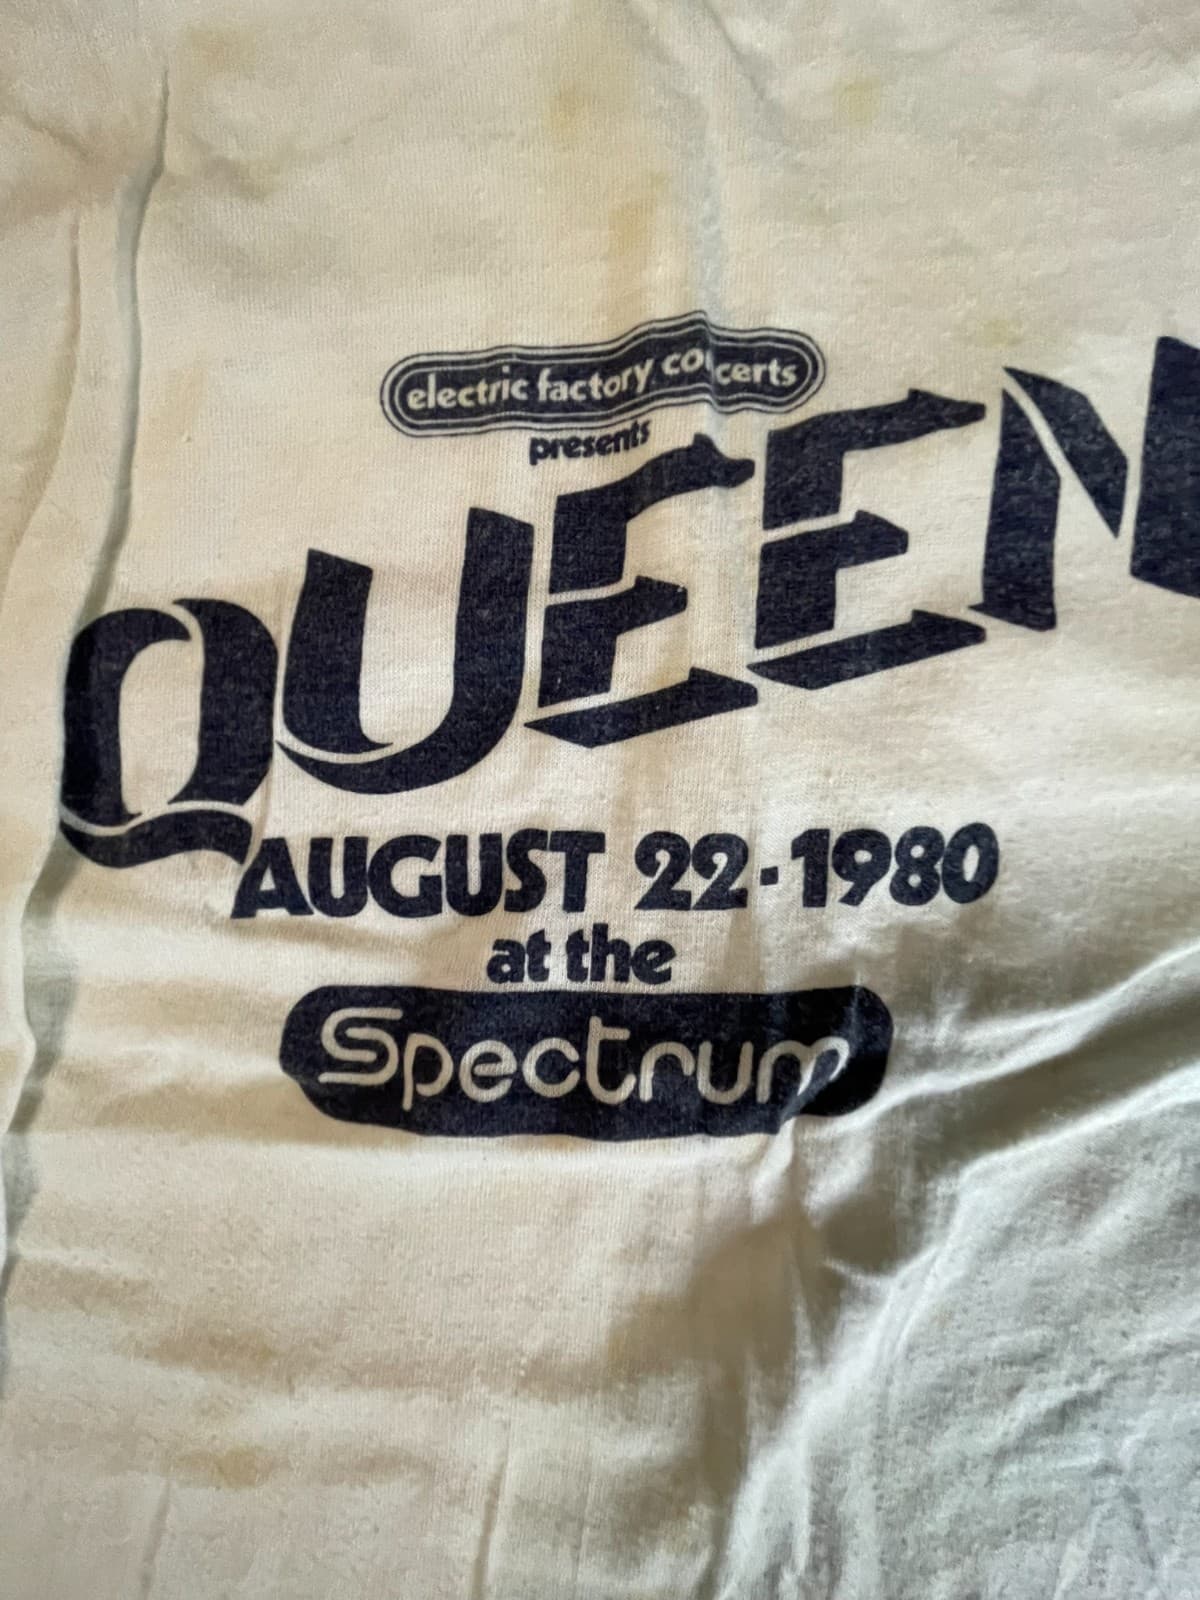 electric factory concerts
presents
QUEEN
AUGUST 22·1980
at the
Spectrum